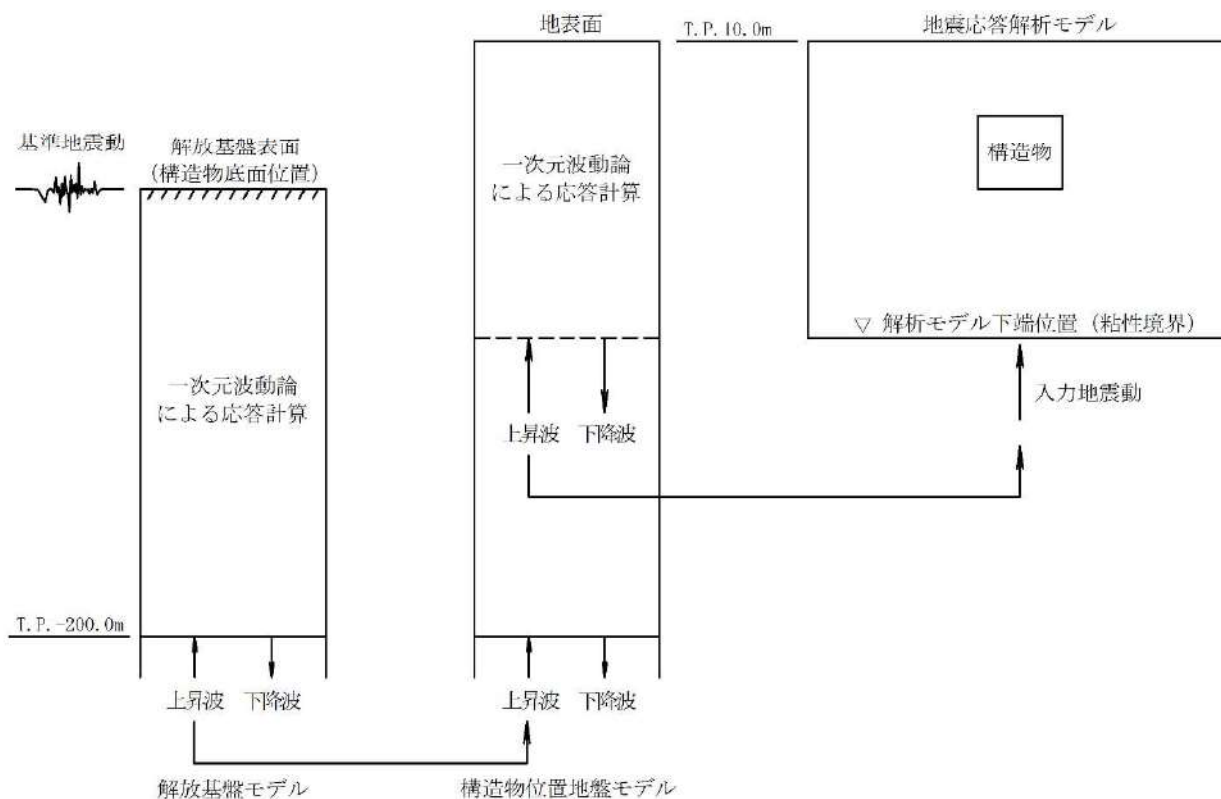 地表面
T.P.10.0m
地震応答解析モデル
基準地震動
解放基盤表面
(構造物底面位置)
一次元波動論
による応答計算
構造物
▽ 解析モデル下端位置（粘性境界）
一次元波動論
による応答計算
入力地震動
上昇波 下降波
T.P.-200.0m
上昇波 下降波
上昇波 下降波
解放基盤モデル
構造物位置地盤モデル